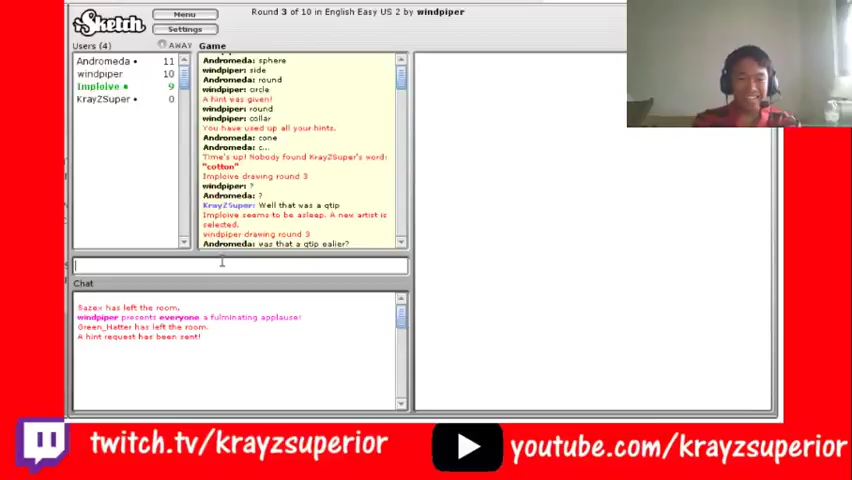 iSketch
Menu
Settings
Round 3 of 10 in English Easy US 2 by windpiper
Users (4)
AWAY
Game
Andromeda • 11
windpiper 10
Imploive • 9
KrayZSuper • 0
Andromeda: sphere
windpiper: side
Andromeda: round
windpiper: circle
A hint was given!
windpiper: round
windpiper: collar
You have used up all your hints.
Andromeda: cone
Andromeda: c...
Time's up! Nobody found KrayZSuper's word:
"cotton"
Imploive drawing round 3
windpiper: ?
Andromeda: ?
KrayZSuper: Well that was a qtip
Imploive seems to be asleep. A new artist is
selected.
windpiper drawing round 3
Andromeda: was that a qtip ealier?
Chat
Sazex has left the room.
windpiper presents everyone a fulminating applause!
Green_Hatter has left the room.
A hint request has been sent!
twitch.tv/krayzsuperior
youtube.com/krayzsuperior